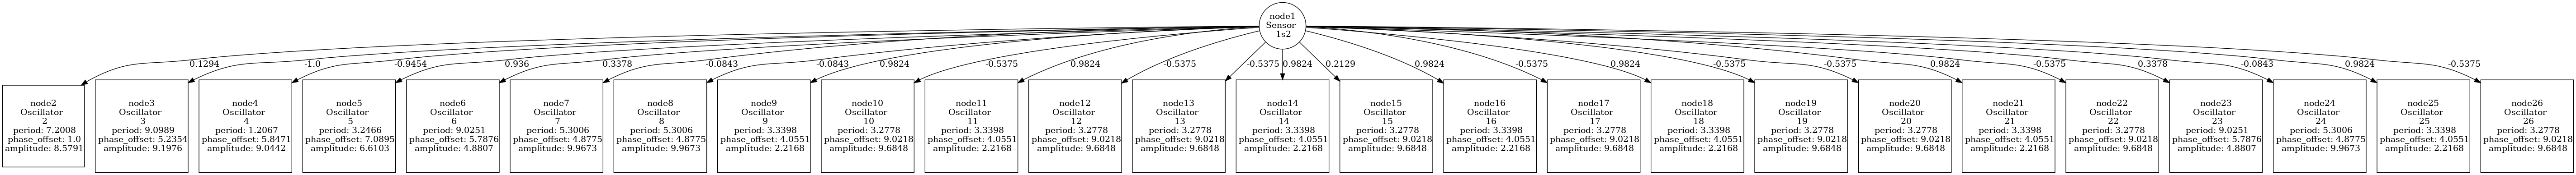 node1
Sensor
1s2
0.1294
-1.0
-0.9454
0.936
0.3378
-0.0843
-0.0843
0.9824
-0.5375
0.9824
-0.5375
-0.5375
0.9824
0.2129
0.9824
-0.5375
0.9824
-0.5375
-0.5375
0.9824
-0.5375
0.3378
-0.0843
0.9824
-0.5375
node2
Oscillator
2
period: 7.2008
phase_offset: 1.0
amplitude: 8.5791
node3
Oscillator
3
period: 9.0989
phase_offset: 5.2354
amplitude: 9.1976
node4
Oscillator
4
period: 1.2067
phase_offset: 5.8471
amplitude: 9.0442
node5
Oscillator
5
period: 3.2466
phase_offset: 7.0895
amplitude: 6.6103
node6
Oscillator
6
period: 9.0251
phase_offset: 5.7876
amplitude: 4.8807
node7
Oscillator
7
period: 5.3006
phase_offset: 4.8775
amplitude: 9.9673
node8
Oscillator
8
period: 5.3006
phase_offset: 4.8775
amplitude: 9.9673
node9
Oscillator
9
period: 3.3398
phase_offset: 4.0551
amplitude: 2.2168
node10
Oscillator
10
period: 3.2778
phase_offset: 9.0218
amplitude: 9.6848
node11
Oscillator
11
period: 3.3398
phase_offset: 4.0551
amplitude: 2.2168
node12
Oscillator
12
period: 3.2778
phase_offset: 9.0218
amplitude: 9.6848
node13
Oscillator
13
period: 3.2778
phase_offset: 9.0218
amplitude: 9.6848
node14
Oscillator
14
period: 3.3398
phase_offset: 4.0551
amplitude: 2.2168
node15
Oscillator
15
period: 3.2778
phase_offset: 9.0218
amplitude: 9.6848
node16
Oscillator
16
period: 3.3398
phase_offset: 4.0551
amplitude: 2.2168
node17
Oscillator
17
period: 3.2778
phase_offset: 9.0218
amplitude: 9.6848
node18
Oscillator
18
period: 3.3398
phase_offset: 4.0551
amplitude: 2.2168
node19
Oscillator
19
period: 3.2778
phase_offset: 9.0218
amplitude: 9.6848
node20
Oscillator
20
period: 3.2778
phase_offset: 9.0218
amplitude: 9.6848
node21
Oscillator
21
period: 3.3398
phase_offset: 4.0551
amplitude: 2.2168
node22
Oscillator
22
period: 3.2778
phase_offset: 9.0218
amplitude: 9.6848
node23
Oscillator
23
period: 9.0251
phase_offset: 5.7876
amplitude: 4.8807
node24
Oscillator
24
period: 5.3006
phase_offset: 4.8775
amplitude: 9.9673
node25
Oscillator
25
period: 3.3398
phase_offset: 4.0551
amplitude: 2.2168
node26
Oscillator
26
period: 3.2778
phase_offset: 9.0218
amplitude: 9.6848